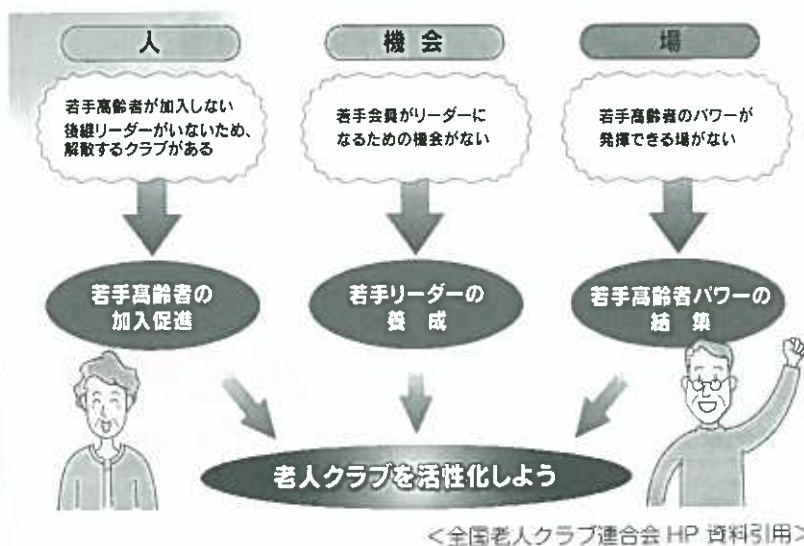 人
機会
場
若手高齢者が加入しない
後継リーダーがいないため、
解散するクラブがある
若手会員がリーダーに
なるための機会がない
若手高齢者のパワーが
発揮できる場がない
若手高齢者の
加入促進
若手リーダーの
養成
若手高齢者パワーの
結集
老人クラブを活性化しよう
<全国老人クラブ連合会 HP 資料引用>